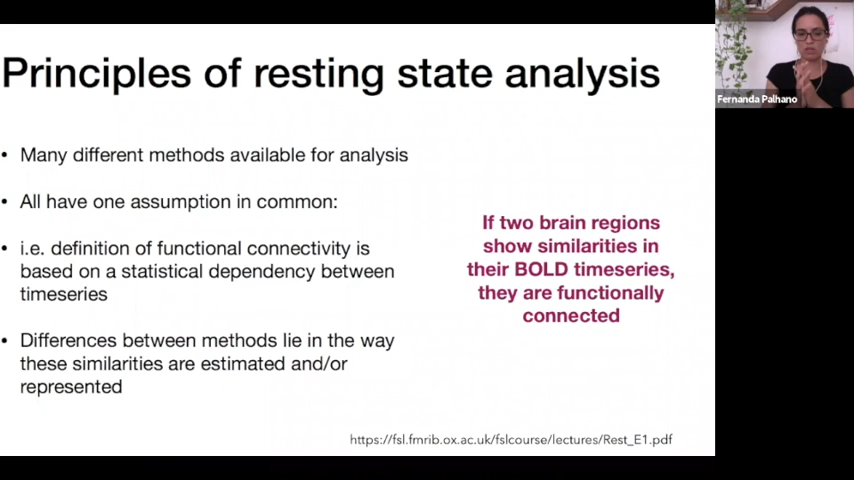 Principles of resting state analysis
Fernanda Palhano
• Many different methods available for analysis
• All have one assumption in common:
• i.e. definition of functional connectivity is
based on a statistical dependency between
timeseries
• Differences between methods lie in the way
these similarities are estimated and/or
represented
If two brain regions
show similarities in
their BOLD timeseries,
they are functionally
connected
https://fsl.fmrib.ox.ac.uk/fslcourse/lectures/Rest_E1.pdf